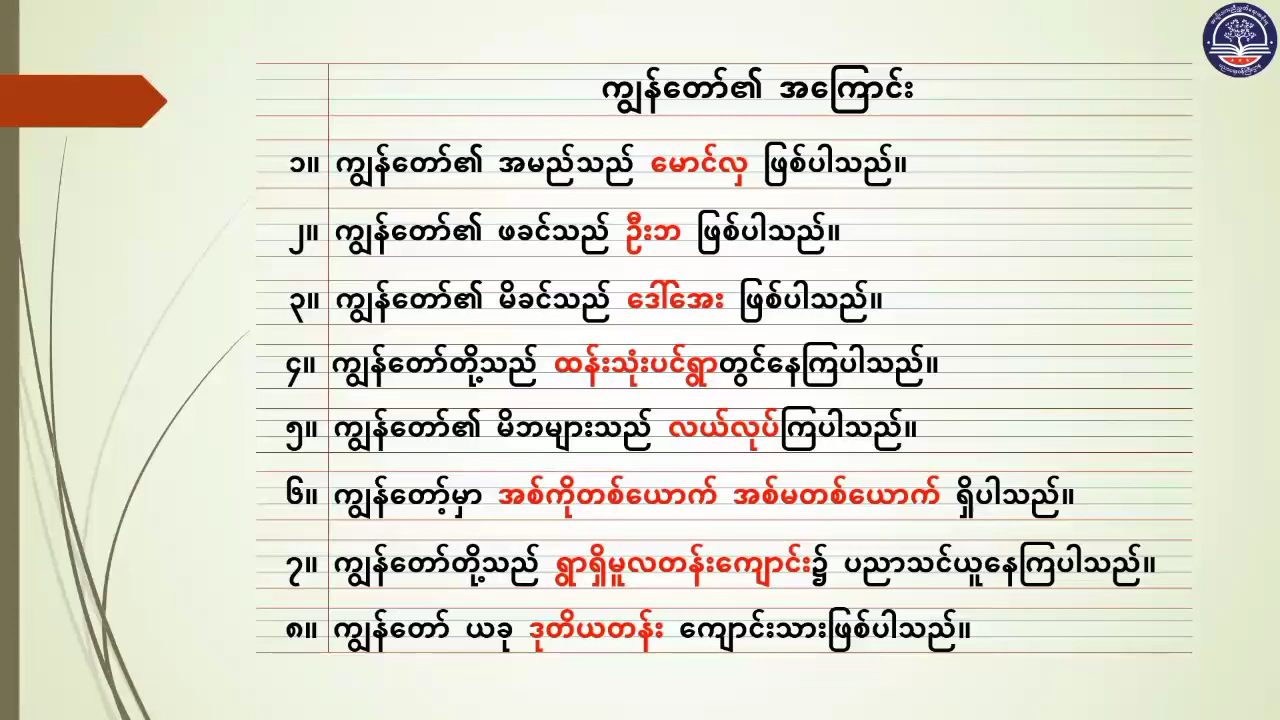 ကျွန်တော်၏ အကြောင်း
၁။ ကျွန်တော်၏ အမည်သည် မောင်လှ ဖြစ်ပါသည်။
၂။ ကျွန်တော်၏ ဖခင်သည် ဦးဘ ဖြစ်ပါသည်။
၃။ ကျွန်တော်၏ မိခင်သည် ဒေါ်အေး ဖြစ်ပါသည်။
၄။ ကျွန်တော်တို့သည် ထန်းသုံးပင်ရွာတွင်နေကြပါသည်။
၅။ ကျွန်တော်၏ မိဘများသည် လယ်လုပ်ကြပါသည်။
၆။ ကျွန်တော့်မှာ အစ်ကိုတစ်ယောက် အစ်မတစ်ယောက် ရှိပါသည်။
၇။ ကျွန်တော်တို့သည် ရွာရှိမူလတန်းကျောင်း၌ ပညာသင်ယူနေကြပါသည်။
၈။ ကျွန်တော် ယခု ဒုတိယတန်း ကျောင်းသားဖြစ်ပါသည်။